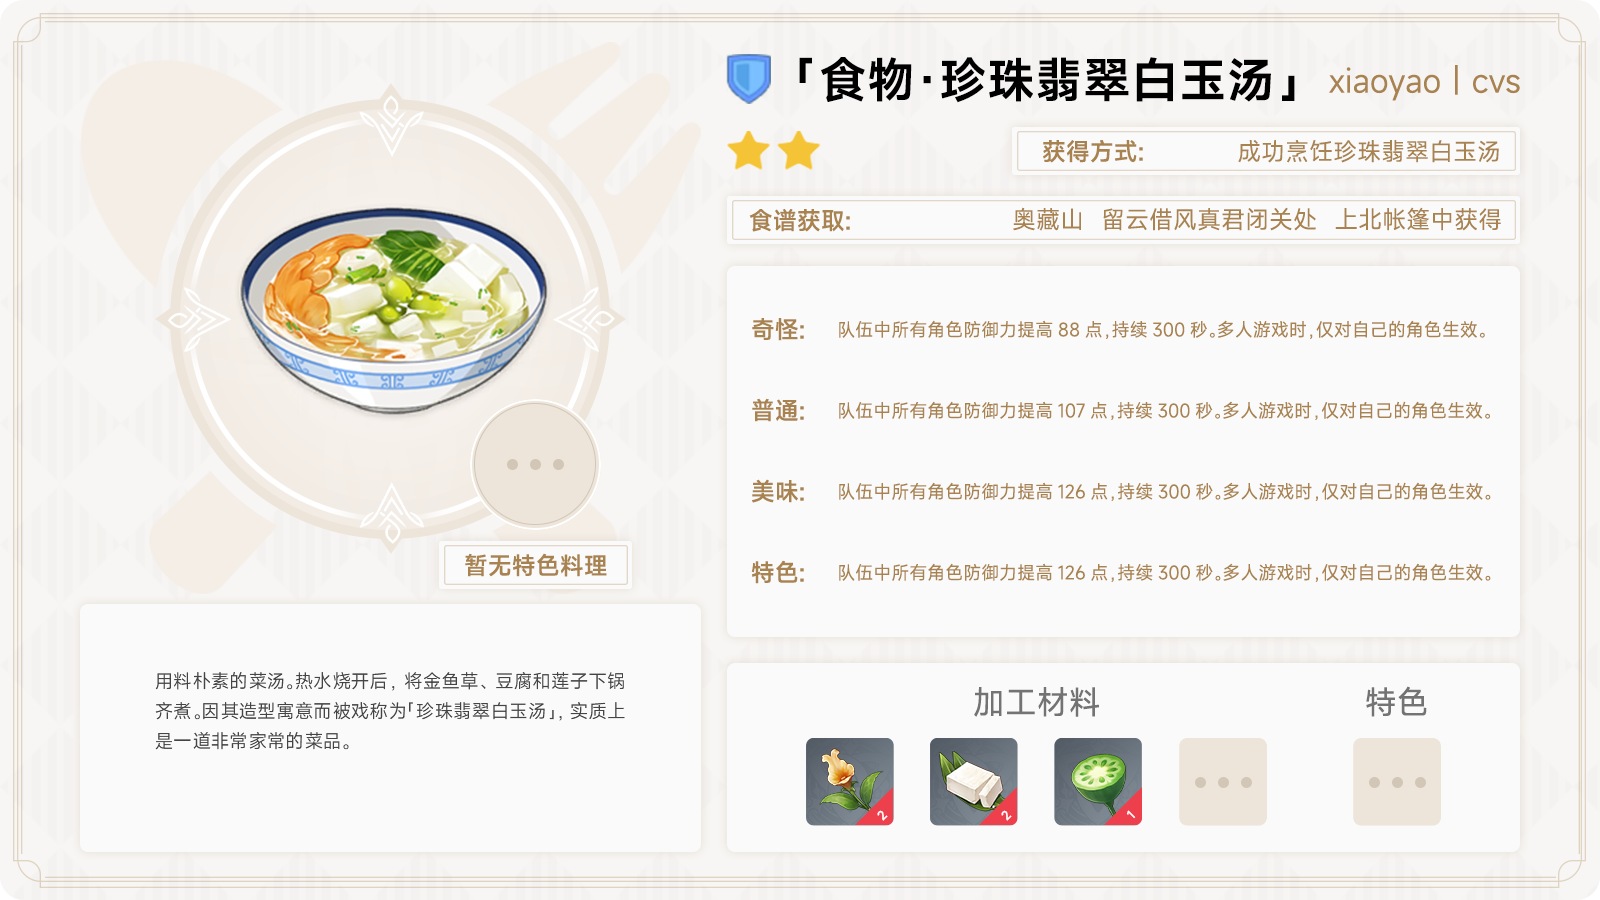 「食物·珍珠翡翠白玉汤」 xiaoyao | cvs
获得方式: 成功烹饪珍珠翡翠白玉汤
食谱获取: 奥藏山 留云借风真君闭关处 上北帐篷中获得
奇怪: 队伍中所有角色防御力提高 88 点,持续 300 秒。多人游戏时,仅对自己的角色生效。
普通: 队伍中所有角色防御力提高 107 点,持续 300 秒。多人游戏时,仅对自己的角色生效。
美味: 队伍中所有角色防御力提高 126 点,持续 300 秒。多人游戏时,仅对自己的角色生效。
特色: 队伍中所有角色防御力提高 126 点,持续 300 秒。多人游戏时,仅对自己的角色生效。
暂无特色料理
用料朴素的菜汤。热水烧开后,将金鱼草、豆腐和莲子下锅
齐煮。因其造型寓意而被戏称为「珍珠翡翠白玉汤」,实质上
是一道非常家常的菜品。
加工材料 特色
2 2 1